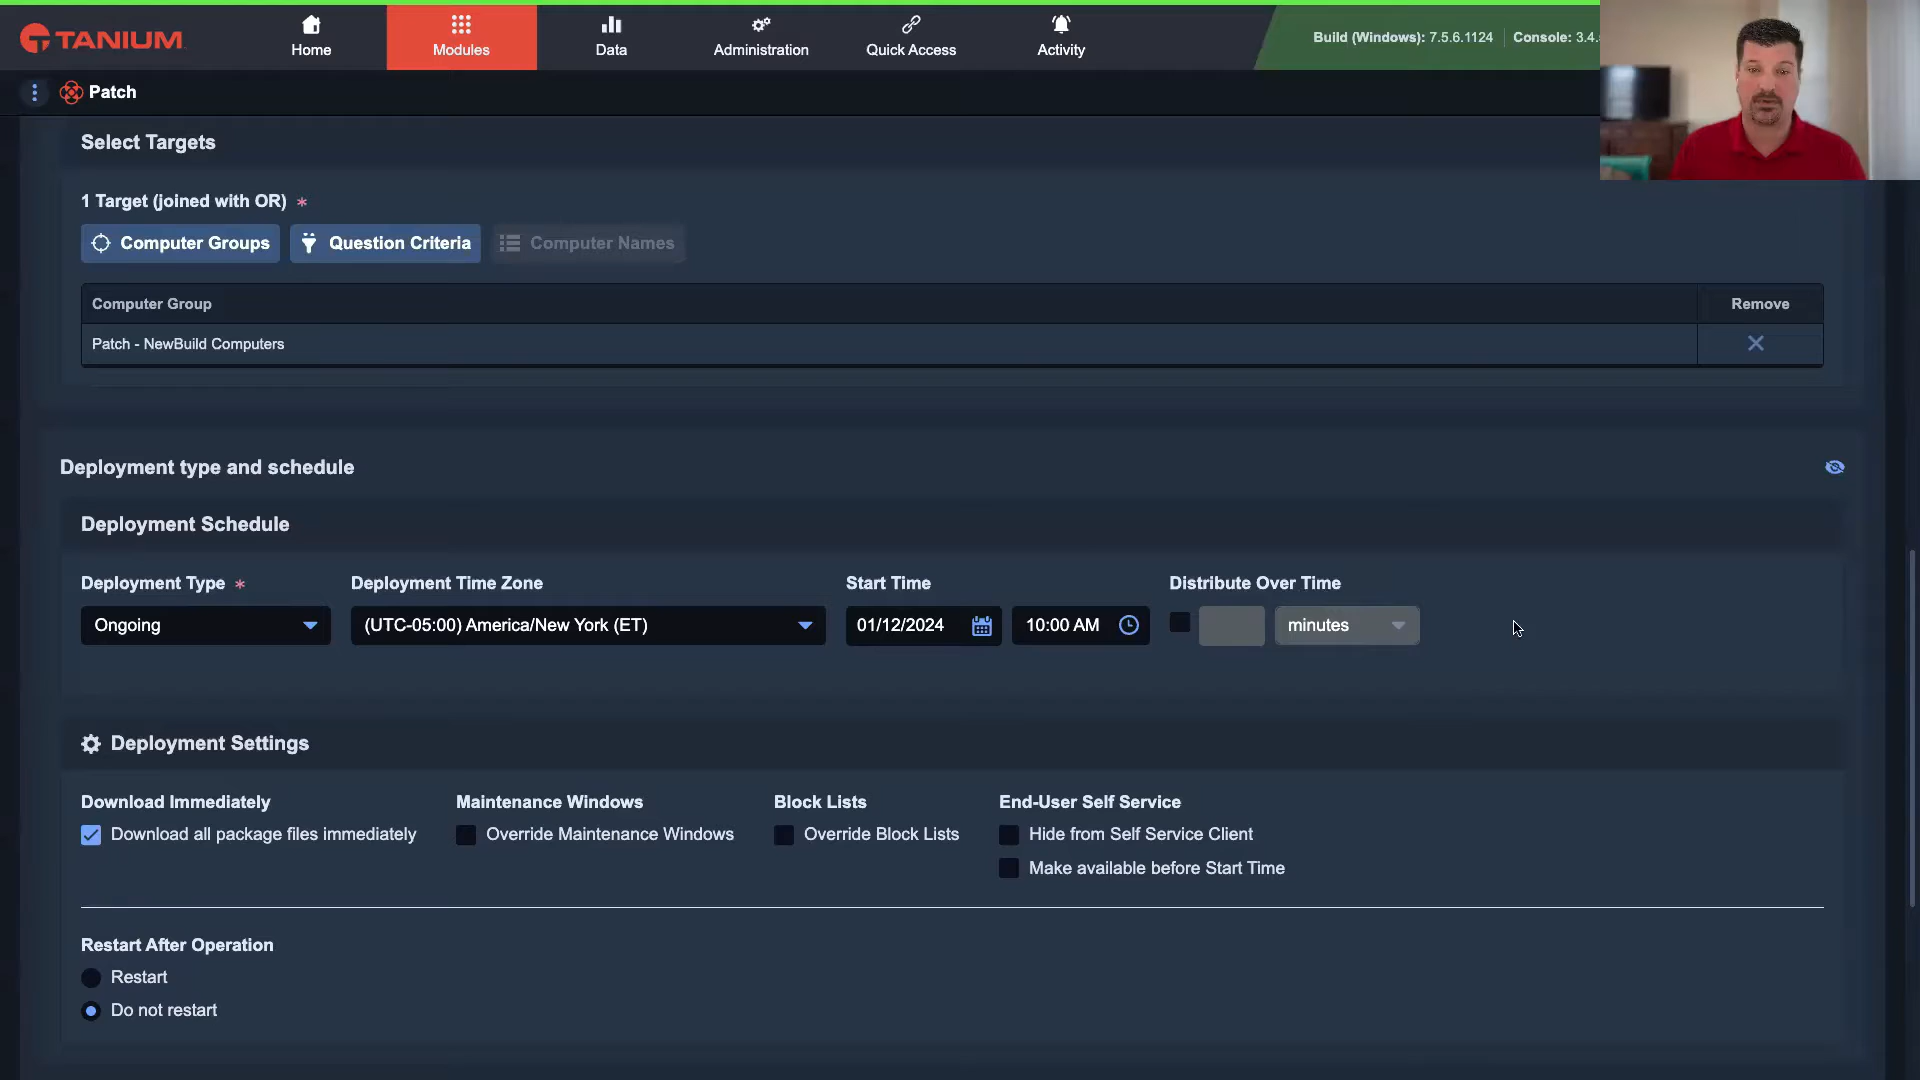 TANIUM
Home
Modules
Data
Administration
Quick Access
Activity
Build (Windows): 7.5.6.1124
Console: 3.4.
Patch
Select Targets
1 Target (joined with OR) *
Computer Groups
Question Criteria
Computer Names
Computer Group
Remove
Patch - NewBuild Computers
Deployment type and schedule
Deployment Schedule
Deployment Type *
Deployment Time Zone
Start Time
Distribute Over Time
Ongoing
(UTC-05:00) America/New York (ET)
01/12/2024
10:00 AM
minutes
Deployment Settings
Download Immediately
Maintenance Windows
Block Lists
End-User Self Service
Download all package files immediately
Override Maintenance Windows
Override Block Lists
Hide from Self Service Client
Make available before Start Time
Restart After Operation
Restart
Do not restart